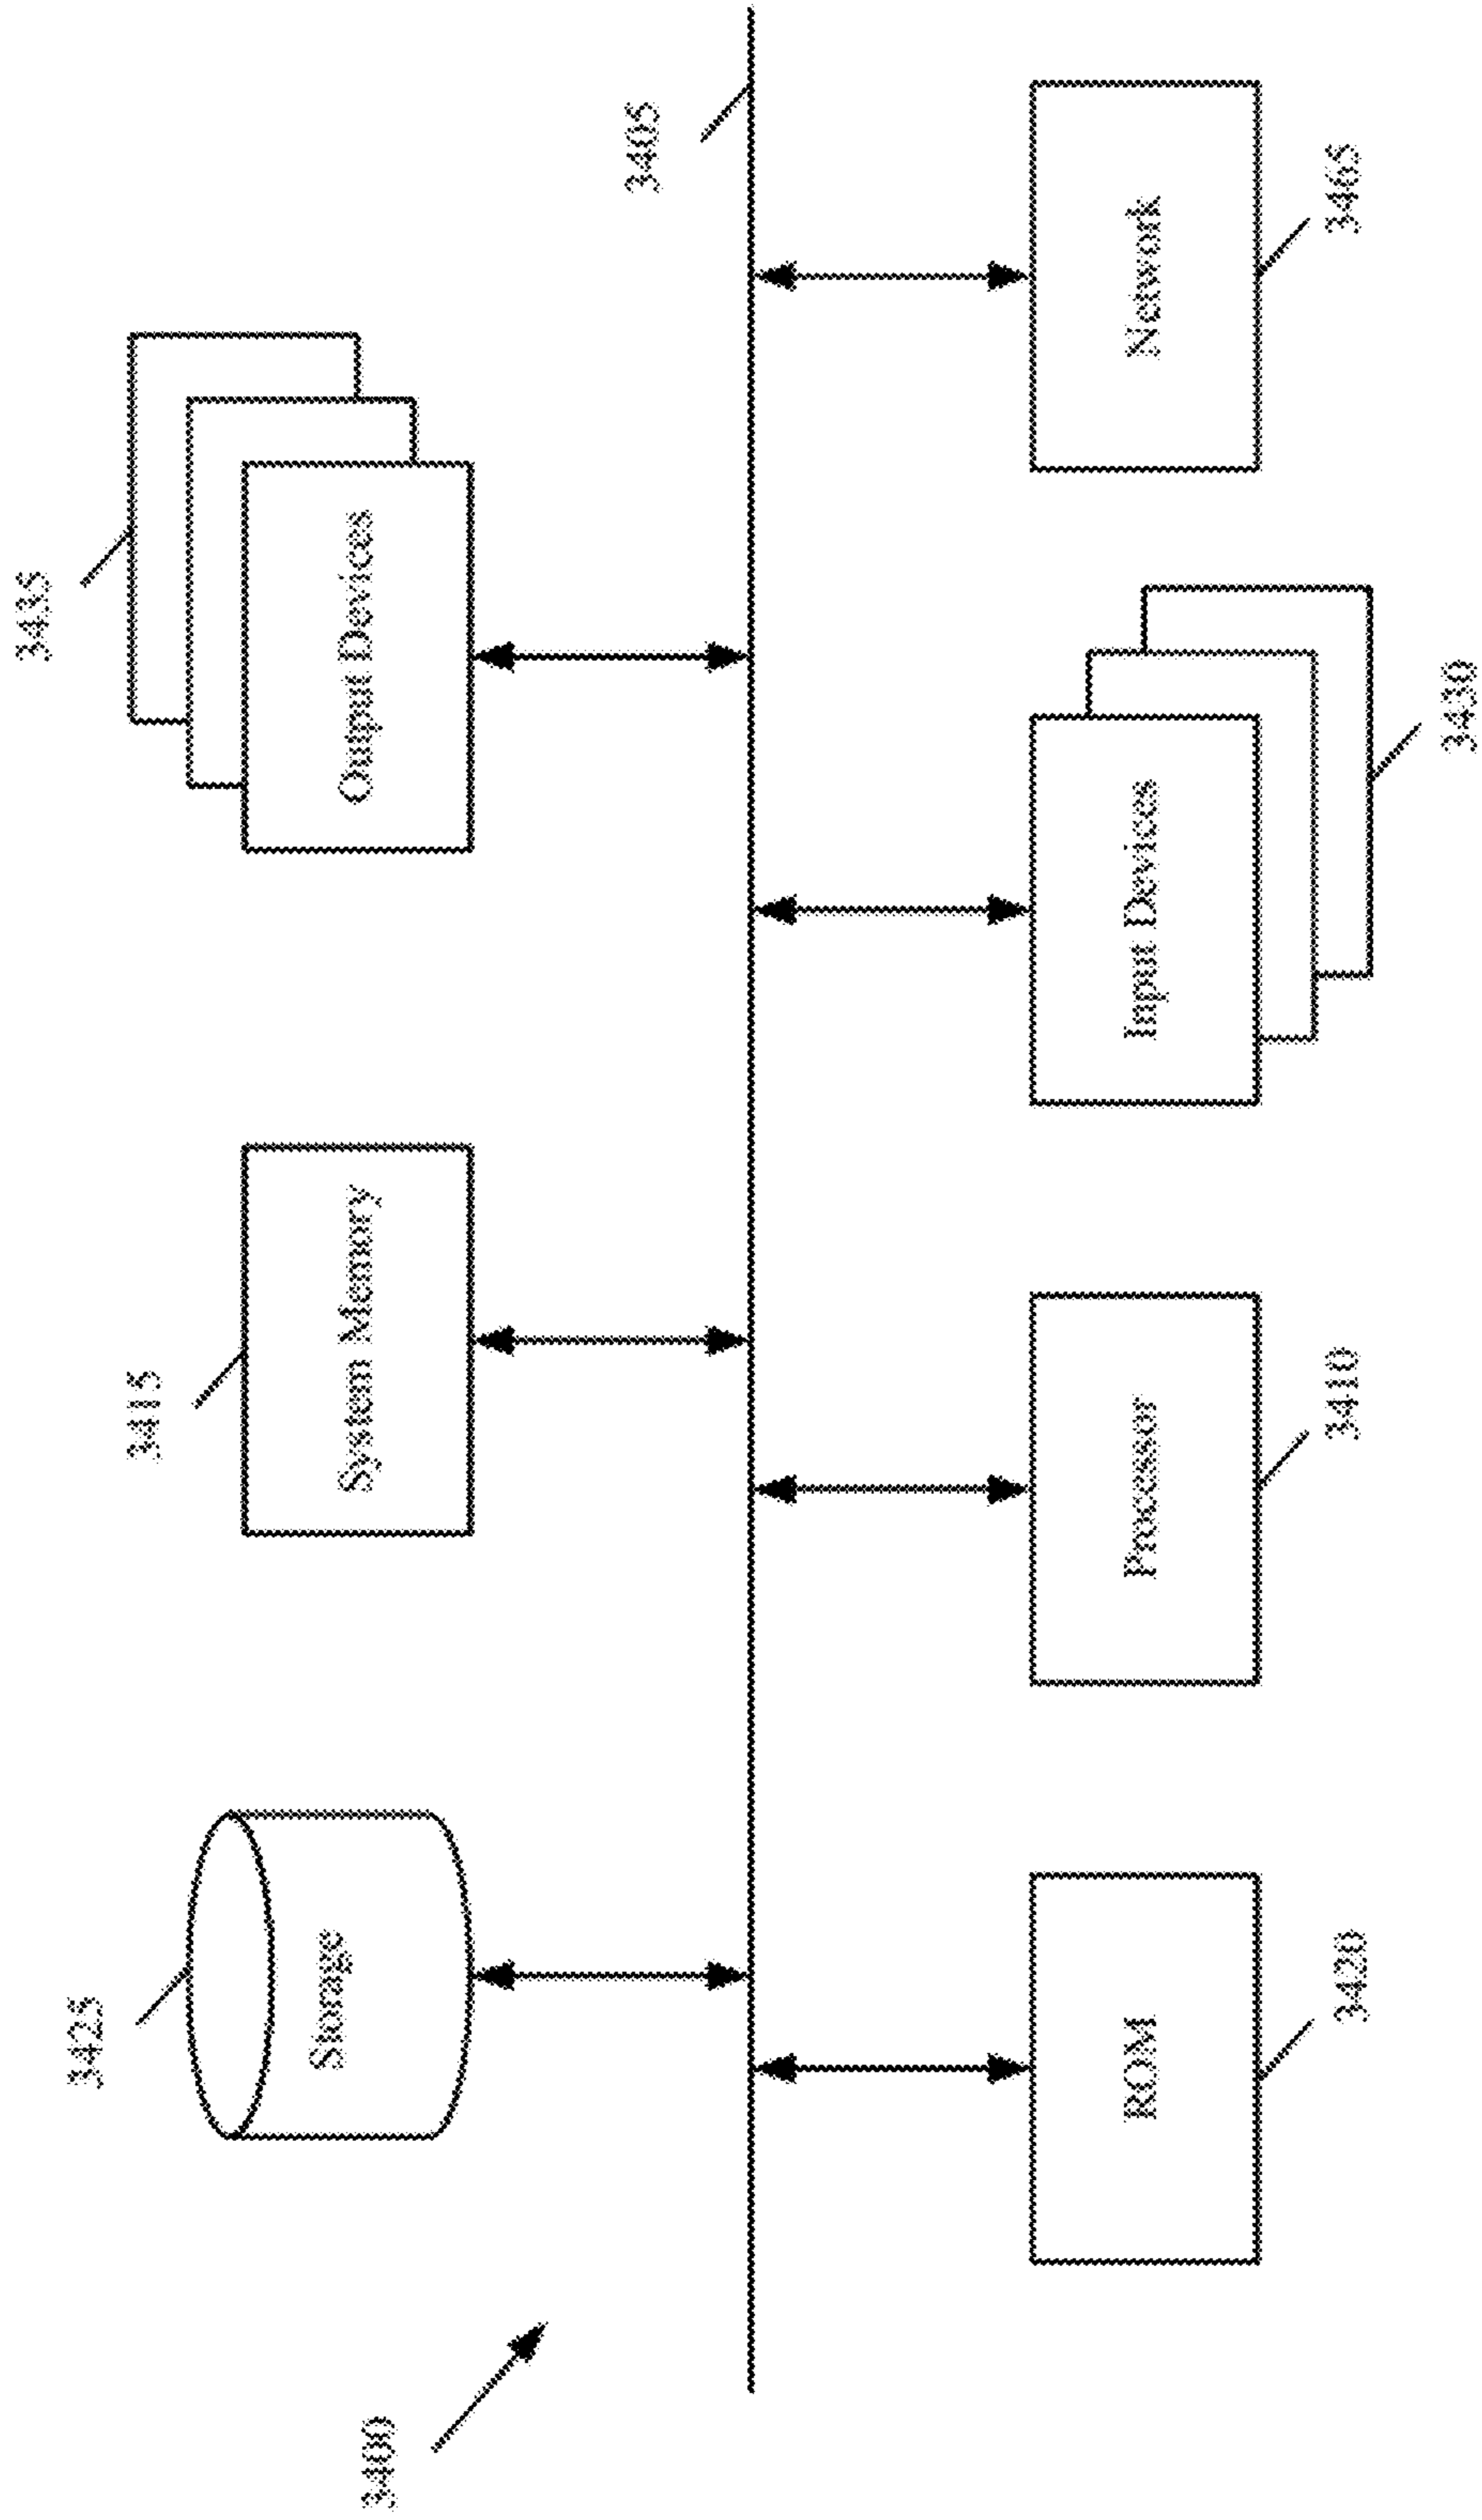 3400
3425
Storage
3415
System Memory
3435
Output Devices
3405
ROM
3420
Processor
3410
Input Devices
3430
Network
3465